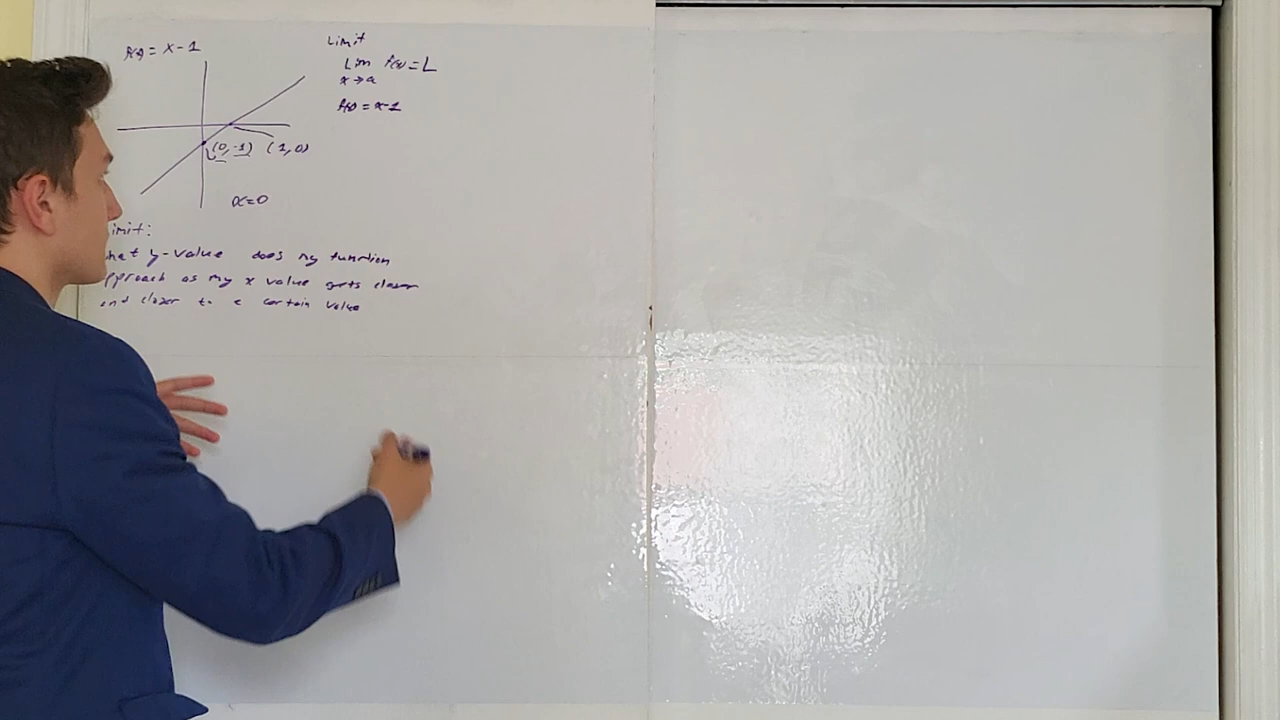 f(x) = x-1
(0,-1) (1,0)
x=0
Limit
Lim f(x) = L
x→a
f(x) = x-1
imit:
hat y-value does my function
pproach as my x value gets closer
and closer to a certain value